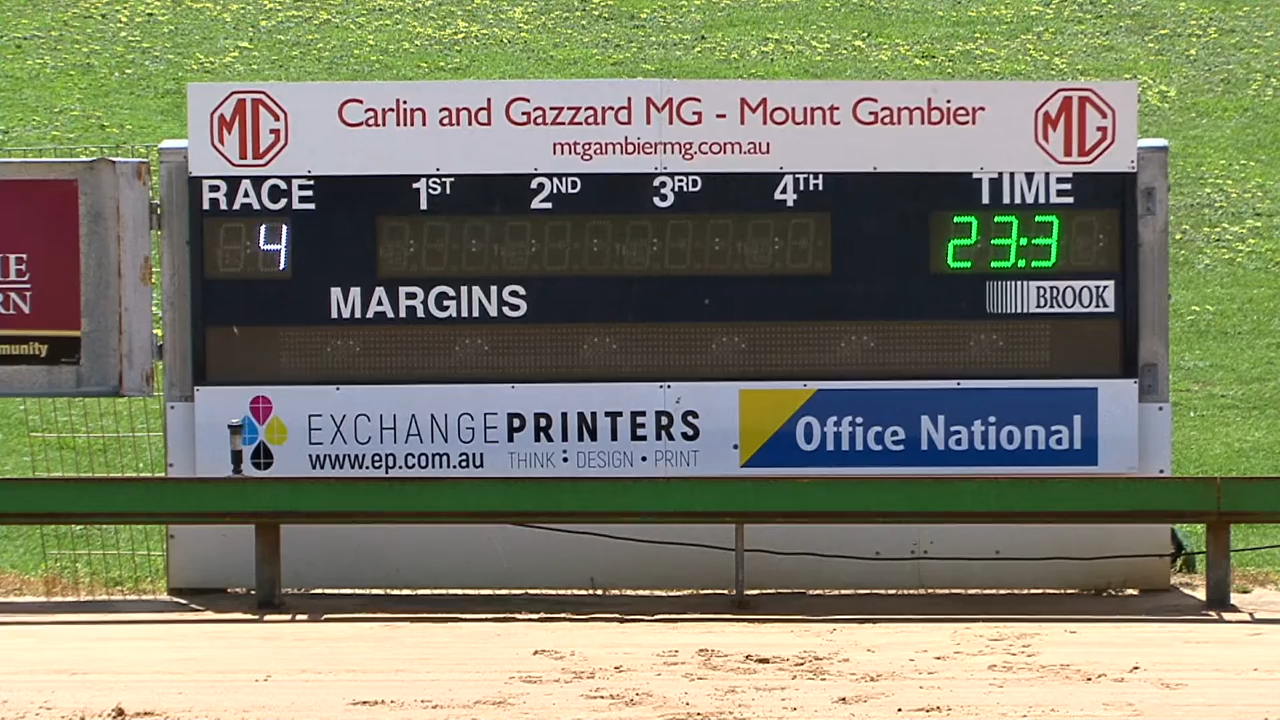 MG Carlin and Gazzard MG - Mount Gambier MG
mtgambiermg.com.au
RACE 1ST 2ND 3RD 4TH TIME
4 23:3
MARGINS
BROOK
EXCHANGEPRINTERS
www.ep.com.au THINK • DESIGN • PRINT
Office National
munity